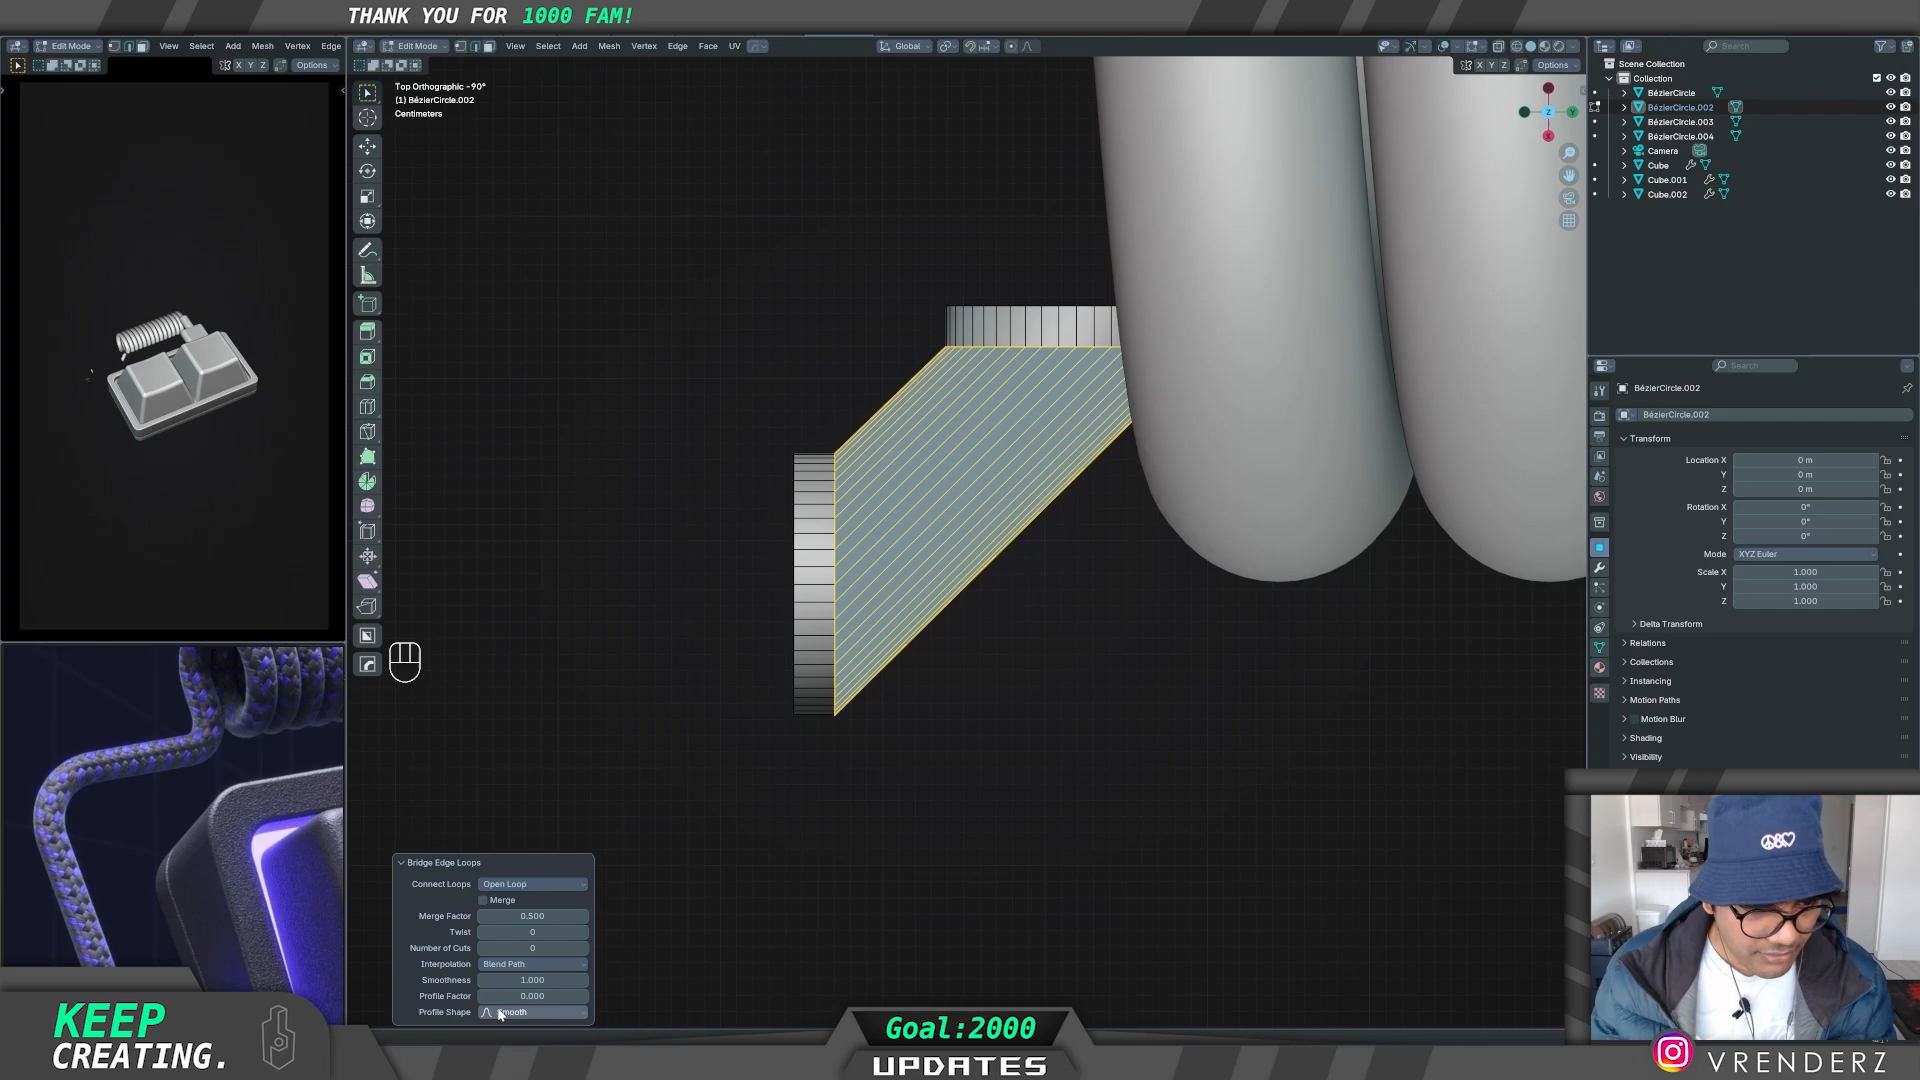 THANK YOU FOR 1000 FAM!
Edit Mode View Select Add Mesh Vertex Edge
X Y Z Options
Edit Mode View Select Add Mesh Vertex Edge Face UV
Global
X Y Z Options
Top Orthographic -90°
(1) BézierCircle.002
Centimeters
Z Y X
Search
Scene Collection
Collection
BézierCircle
BézierCircle.002
BézierCircle.003
BézierCircle.004
Camera
Cube
Cube.001
Cube.002
Search
BézierCircle.002
BézierCircle.002
Transform
Location X 0 m
Y 0 m
Z 0 m
Rotation X 0°
Y 0°
Z 0°
Mode XYZ Euler
Scale X 1.000
Y 1.000
Z 1.000
Delta Transform
Relations
Collections
Instancing
Motion Paths
Motion Blur
Shading
Visibility
Bridge Edge Loops
Connect Loops Open Loop
Merge
Merge Factor 0.500
Twist 0
Number of Cuts 0
Interpolation Blend Path
Smoothness 1.000
Profile Factor 0.000
Profile Shape Smooth
KEEP
CREATING.
Goal:2000
UPDATES
VRENDERZ